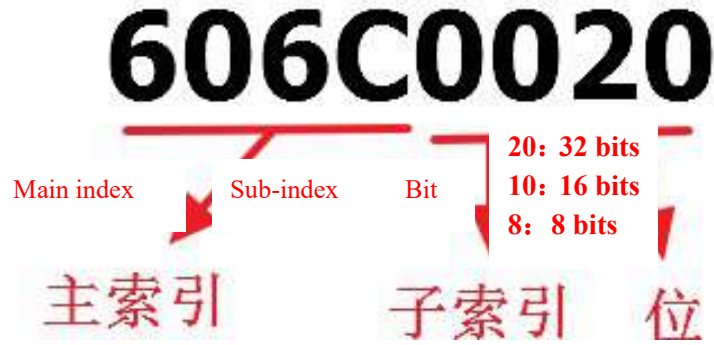 606C0020
20：32 bits
Main index Sub-index Bit 10：16 bits
8：8 bits
主索引 子索引 位